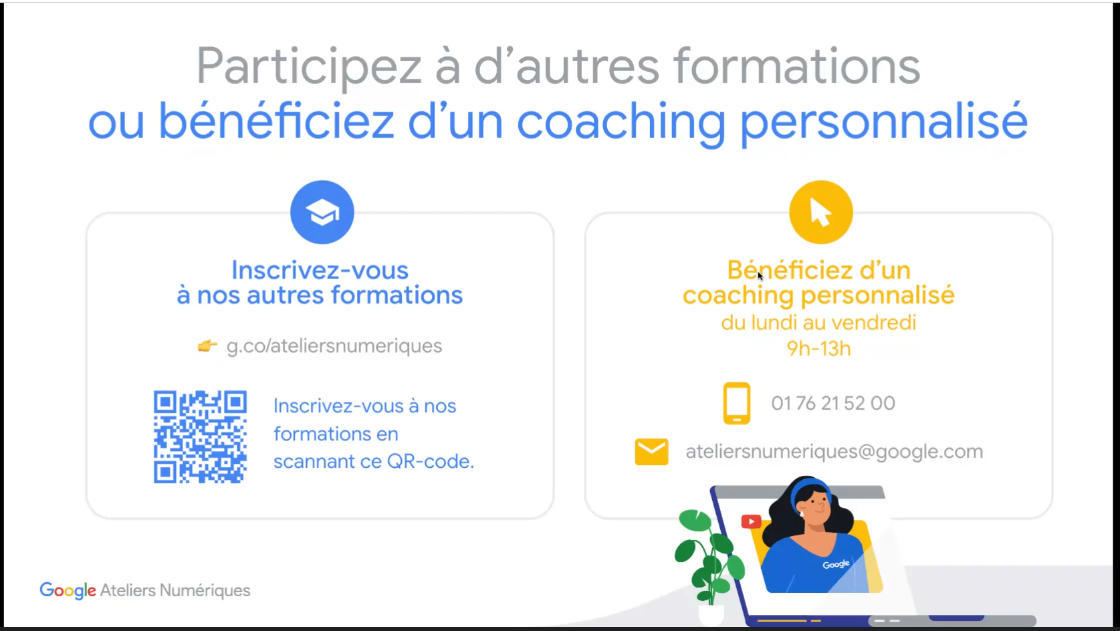 Participez à d’autres formations
ou bénéficiez d’un coaching personnalisé
Inscrivez-vous
à nos autres formations
👉 g.co/ateliersnumeriques
Inscrivez-vous à nos
formations en
scannant ce QR-code.
Bénéficiez d’un
coaching personnalisé
du lundi au vendredi
9h-13h
01 76 21 52 00
ateliersnumeriques@google.com
Google
Google Ateliers Numériques